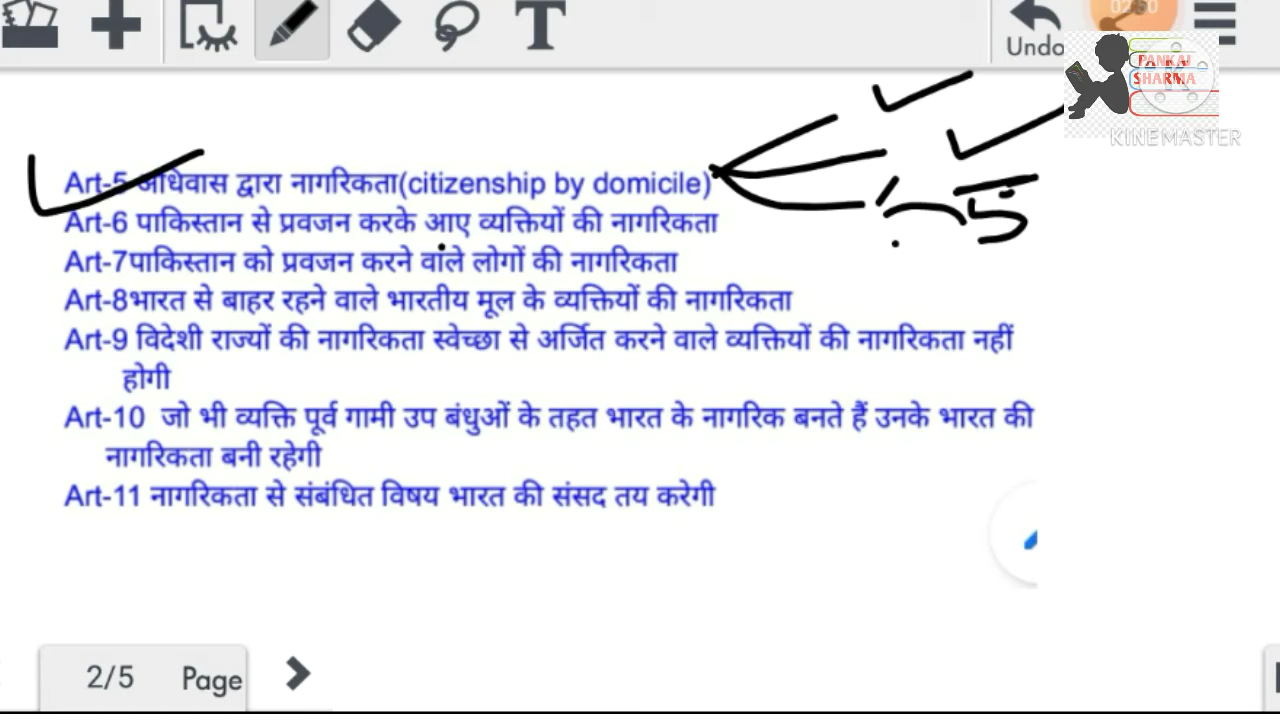 02:50
Undo
PANKAJ
SHARMA
KINEMASTER
Art-5 अधिवास द्वारा नागरिकता(citizenship by domicile)
5
Art-6 पाकिस्तान से प्रवजन करके आए व्यक्तियों की नागरिकता
Art-7पाकिस्तान को प्रवजन करने वाले लोगों की नागरिकता
Art-8भारत से बाहर रहने वाले भारतीय मूल के व्यक्तियों की नागरिकता
Art-9 विदेशी राज्यों की नागरिकता स्वेच्छा से अर्जित करने वाले व्यक्तियों की नागरिकता नहीं
होगी
Art-10 जो भी व्यक्ति पूर्व गामी उप बंधुओं के तहत भारत के नागरिक बनते हैं उनके भारत की
नागरिकता बनी रहेगी
Art-11 नागरिकता से संबंधित विषय भारत की संसद तय करेगी
2/5 Page